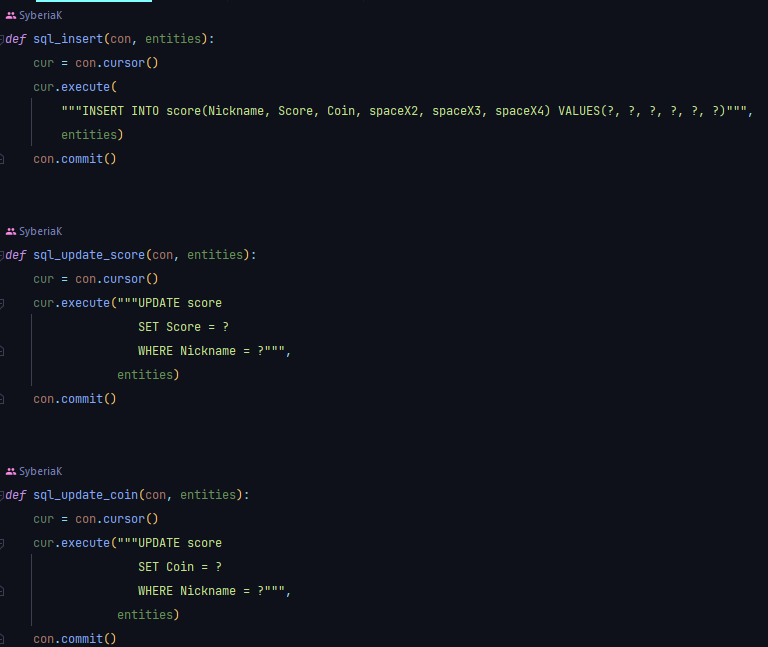 SyberiaK
def sql_insert(con, entities):
    cur = con.cursor()
    cur.execute(
        """INSERT INTO score(Nickname, Score, Coin, spaceX2, spaceX3, spaceX4) VALUES(?, ?, ?, ?, ?, ?)""",
        entities)
    con.commit()
SyberiaK
def sql_update_score(con, entities):
    cur = con.cursor()
    cur.execute("""UPDATE score
                   SET Score = ?
                   WHERE Nickname = ?""",
                entities)
    con.commit()
SyberiaK
def sql_update_coin(con, entities):
    cur = con.cursor()
    cur.execute("""UPDATE score
                   SET Coin = ?
                   WHERE Nickname = ?""",
                entities)
    con.commit()